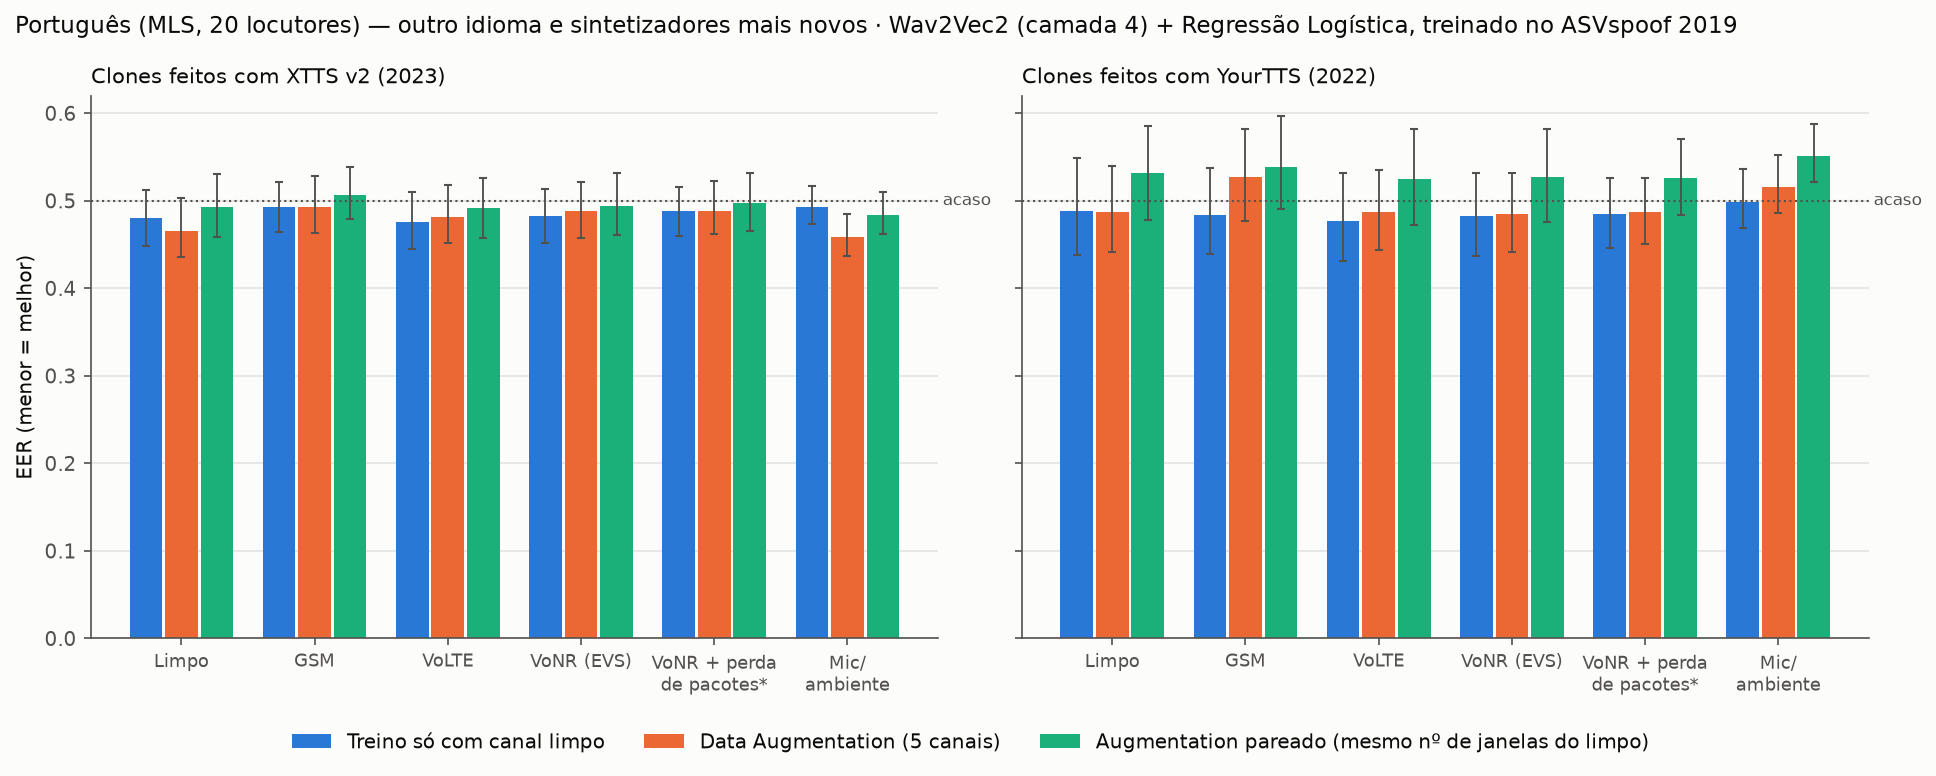 Português (MLS, 20 locutores) — outro idioma e sintetizadores mais novos · Wav2Vec2 (camada 4) + Regressão Logística, treinado no ASVspoof 2019
Clones feitos com XTTS v2 (2023)
EER (menor = melhor)
0.6
0.5
0.4
0.3
0.2
0.1
0.0
acaso
Limpo
GSM
VoLTE
VoNR (EVS)
VoNR + perda
de pacotes*
Mic/
ambiente
Clones feitos com YourTTS (2022)
acaso
Limpo
GSM
VoLTE
VoNR (EVS)
VoNR + perda
de pacotes*
Mic/
ambiente
Treino só com canal limpo
Data Augmentation (5 canais)
Augmentation pareado (mesmo nº de janelas do limpo)